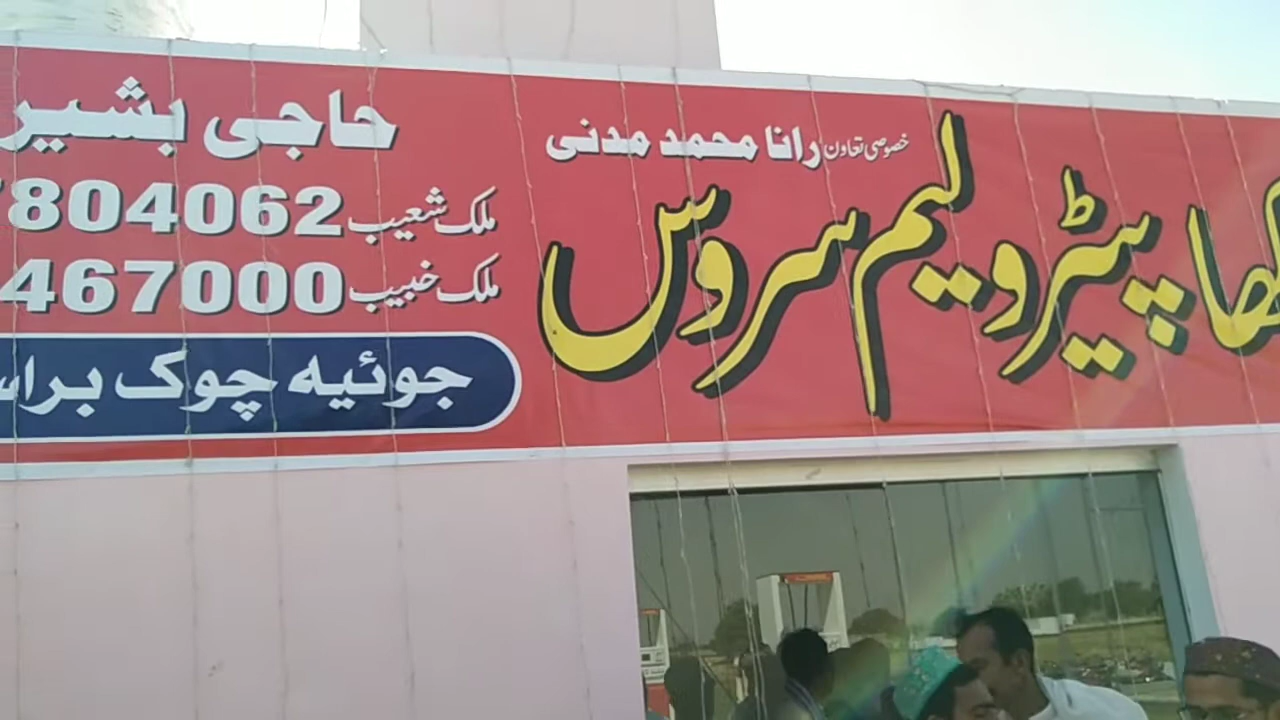 خصوصی تعاون رانا محمد مدنی
پیٹرولیم سروس
حاجی بشیر
ملک شعیب 804062
ملک خبیب 467000
جوئیہ چوک